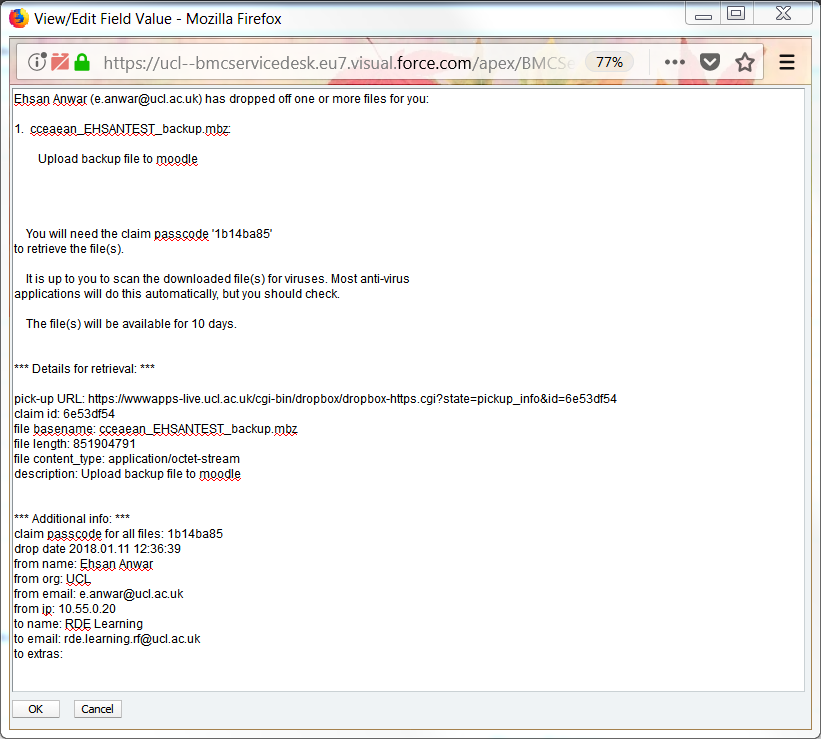 View/Edit Field Value - Mozilla Firefox
https://ucl--bmcservicedesk.eu7.visual.force.com/apex/BMCSe 77%
Ehsan Anwar (e.anwar@ucl.ac.uk) has dropped off one or more files for you:
1. cceaean_EHSANTEST_backup.mbz:
Upload backup file to moodle
You will need the claim passcode '1b14ba85'
to retrieve the file(s).
It is up to you to scan the downloaded file(s) for viruses. Most anti-virus
applications will do this automatically, but you should check.
The file(s) will be available for 10 days.
*** Details for retrieval: ***
pick-up URL: https://wwwapps-live.ucl.ac.uk/cgi-bin/dropbox/dropbox-https.cgi?state=pickup_info&id=6e53df54
claim id: 6e53df54
file basename: cceaean_EHSANTEST_backup.mbz
file length: 851904791
file content_type: application/octet-stream
description: Upload backup file to moodle
*** Additional info: ***
claim passcode for all files: 1b14ba85
drop date 2018.01.11 12:36:39
from name: Ehsan Anwar
from org: UCL
from email: e.anwar@ucl.ac.uk
from ip: 10.55.0.20
to name: RDE Learning
to email: rde.learning.rf@ucl.ac.uk
to extras:
OK Cancel